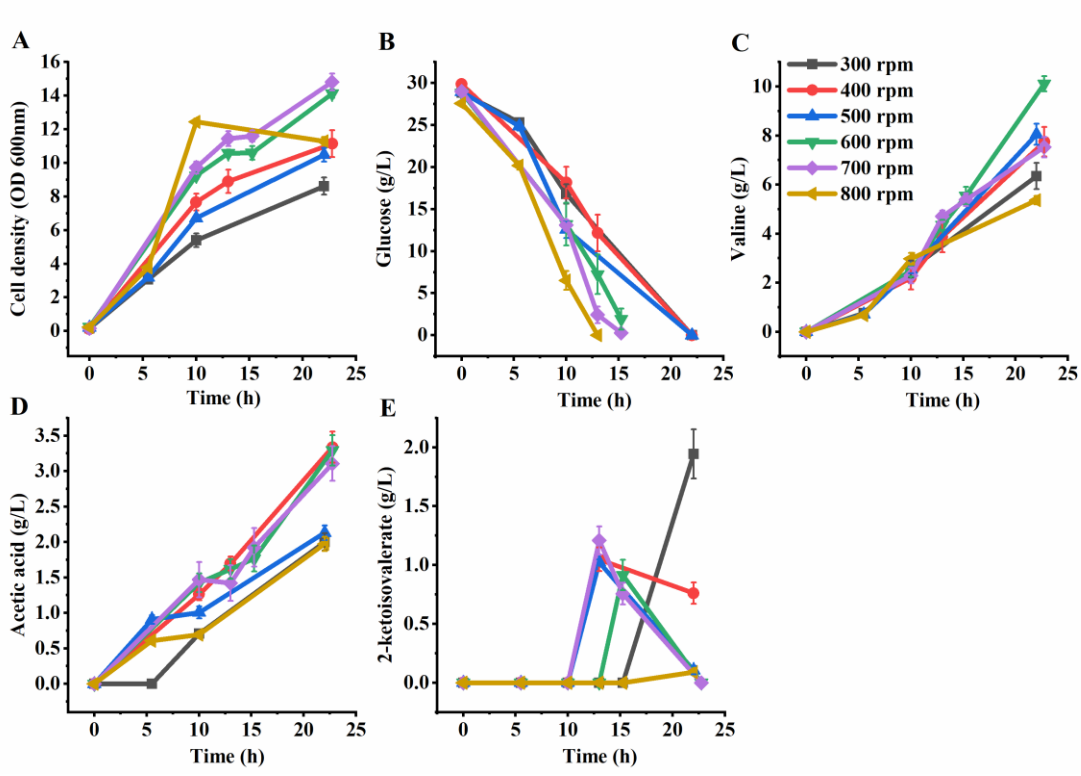 A
Cell density (OD 600nm)
16
14
12
10
8
6
4
2
0
0 5 10 15 20 25
Time (h)
B
Glucose (g/L)
30
25
20
15
10
5
0
0 5 10 15 20 25
Time (h)
C
Valine (g/L)
10
8
6
4
2
0
300 rpm
400 rpm
500 rpm
600 rpm
700 rpm
800 rpm
0 5 10 15 20 25
Time (h)
D
Acetic acid (g/L)
3.5
3.0
2.5
2.0
1.5
1.0
0.5
0.0
0 5 10 15 20 25
Time (h)
E
2-ketoisovalerate (g/L)
2.0
1.5
1.0
0.5
0.0
0 5 10 15 20 25
Time (h)